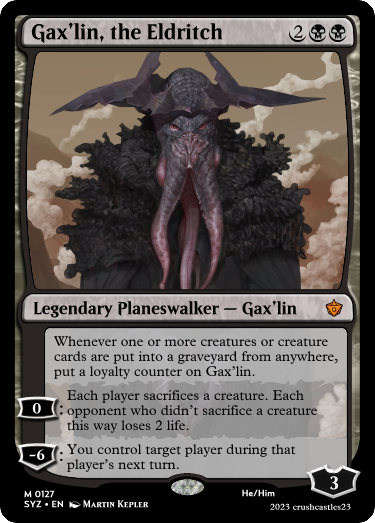 Gax'lin, the Eldritch 2
Legendary Planeswalker — Gax'lin
Whenever one or more creatures or creature
cards are put into a graveyard from anywhere,
put a loyalty counter on Gax'lin.
0: Each player sacrifices a creature. Each
opponent who didn't sacrifice a creature
this way loses 2 life.
-6: You control target player during that
player's next turn.
3
M 0127 He/Him
SYZ • EN Martin Kepler 2023 crushcastles23